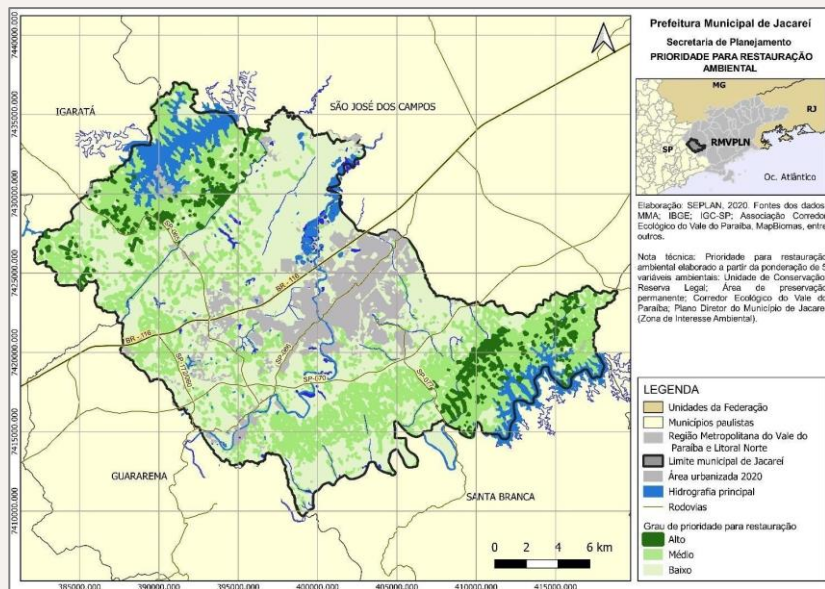 Prefeitura Municipal de Jacareí
Secretaria de Planejamento
PRIORIDADE PARA RESTAURAÇÃO
AMBIENTAL
MG
RJ
SP
RMVPLN
Oc. Atlântico
Elaboração: SEPLAN, 2020. Fontes dos dados
MMA; IBGE; IGC-SP; Associação Corredor
Ecológico do Vale do Paraíba, MapBiomas, entre
outros.
Nota técnica: Prioridade para restauração
ambiental elaborado a partir da ponderação de 5
variáveis ambientais: Unidade de Conservação
Reserva Legal; Área de preservação
permanente; Corredor Ecológico do Vale do
Paraíba; Plano Diretor do Município de Jacareí
(Zona de Interesse Ambiental).
LEGENDA
Unidades da Federação
Municípios paulistas
Região Metropolitana do Vale do
Paraíba e Litoral Norte
Limite municipal de Jacareí
Área urbanizada 2020
Hidrografia principal
Rodovias
Grau de prioridade para restauração
Alto
Médio
Baixo
IGARATÁ
SÃO JOSÉ DOS CAMPOS
GUARAREMA
SANTA BRANCA
BR - 116
BR - 116
SP-066
SP-070
0 2 4 6 km
7440000.000
7435000.000
7430000.000
7425000.000
7420000.000
7415000.000
7410000.000
385000.000
390000.000
395000.000
400000.000
405000.000
410000.000
415000.000